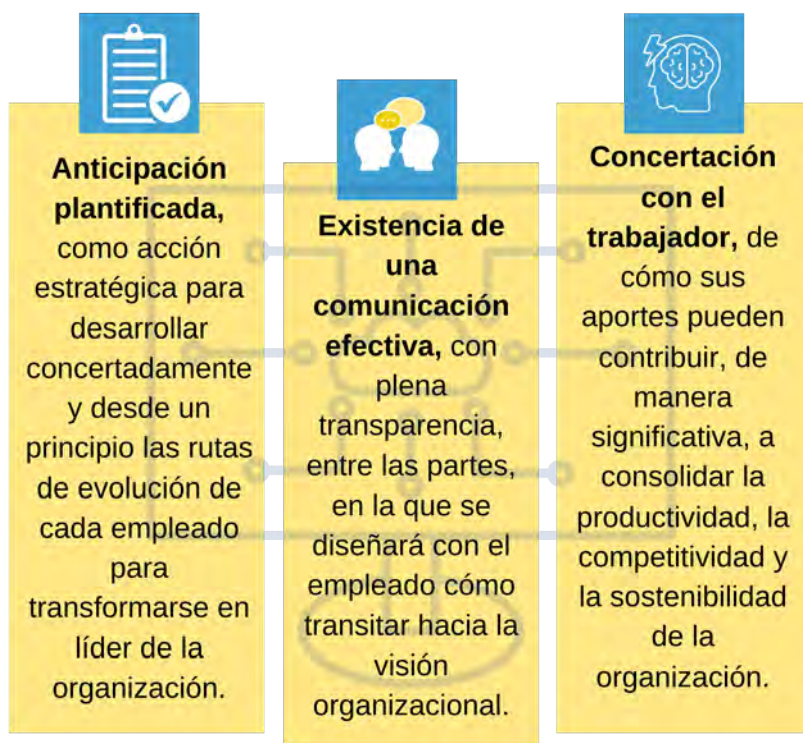 Anticipación
plantificada,
como acción
estratégica para
desarrollar
concertadamente
y desde un
principio las rutas
de evolución de
cada empleado
para
transformarse en
líder de la
organización.
Existencia de
una
comunicación
efectiva, con
plena
transparencia,
entre las partes,
en la que se
diseñará con el
empleado cómo
transitar hacia la
visión
organizacional.
Concertación
con el
trabajador, de
cómo sus
aportes pueden
contribuir, de
manera
significativa, a
consolidar la
productividad, la
competitividad y
la sostenibilidad
de la
organización.